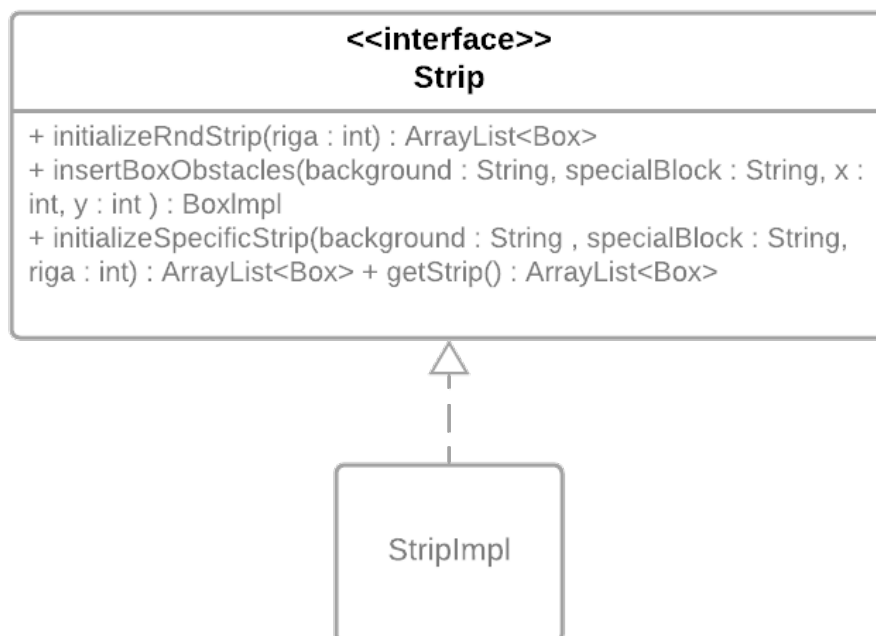 <<interface>>
Strip
+ initializeRndStrip(riga : int) : ArrayList<Box>
+ insertBoxObstacles(background : String, specialBlock : String, x :
int, y : int ) : BoxImpl
+ initializeSpecificStrip(background : String , specialBlock : String,
riga : int) : ArrayList<Box> + getStrip() : ArrayList<Box>
StripImpl